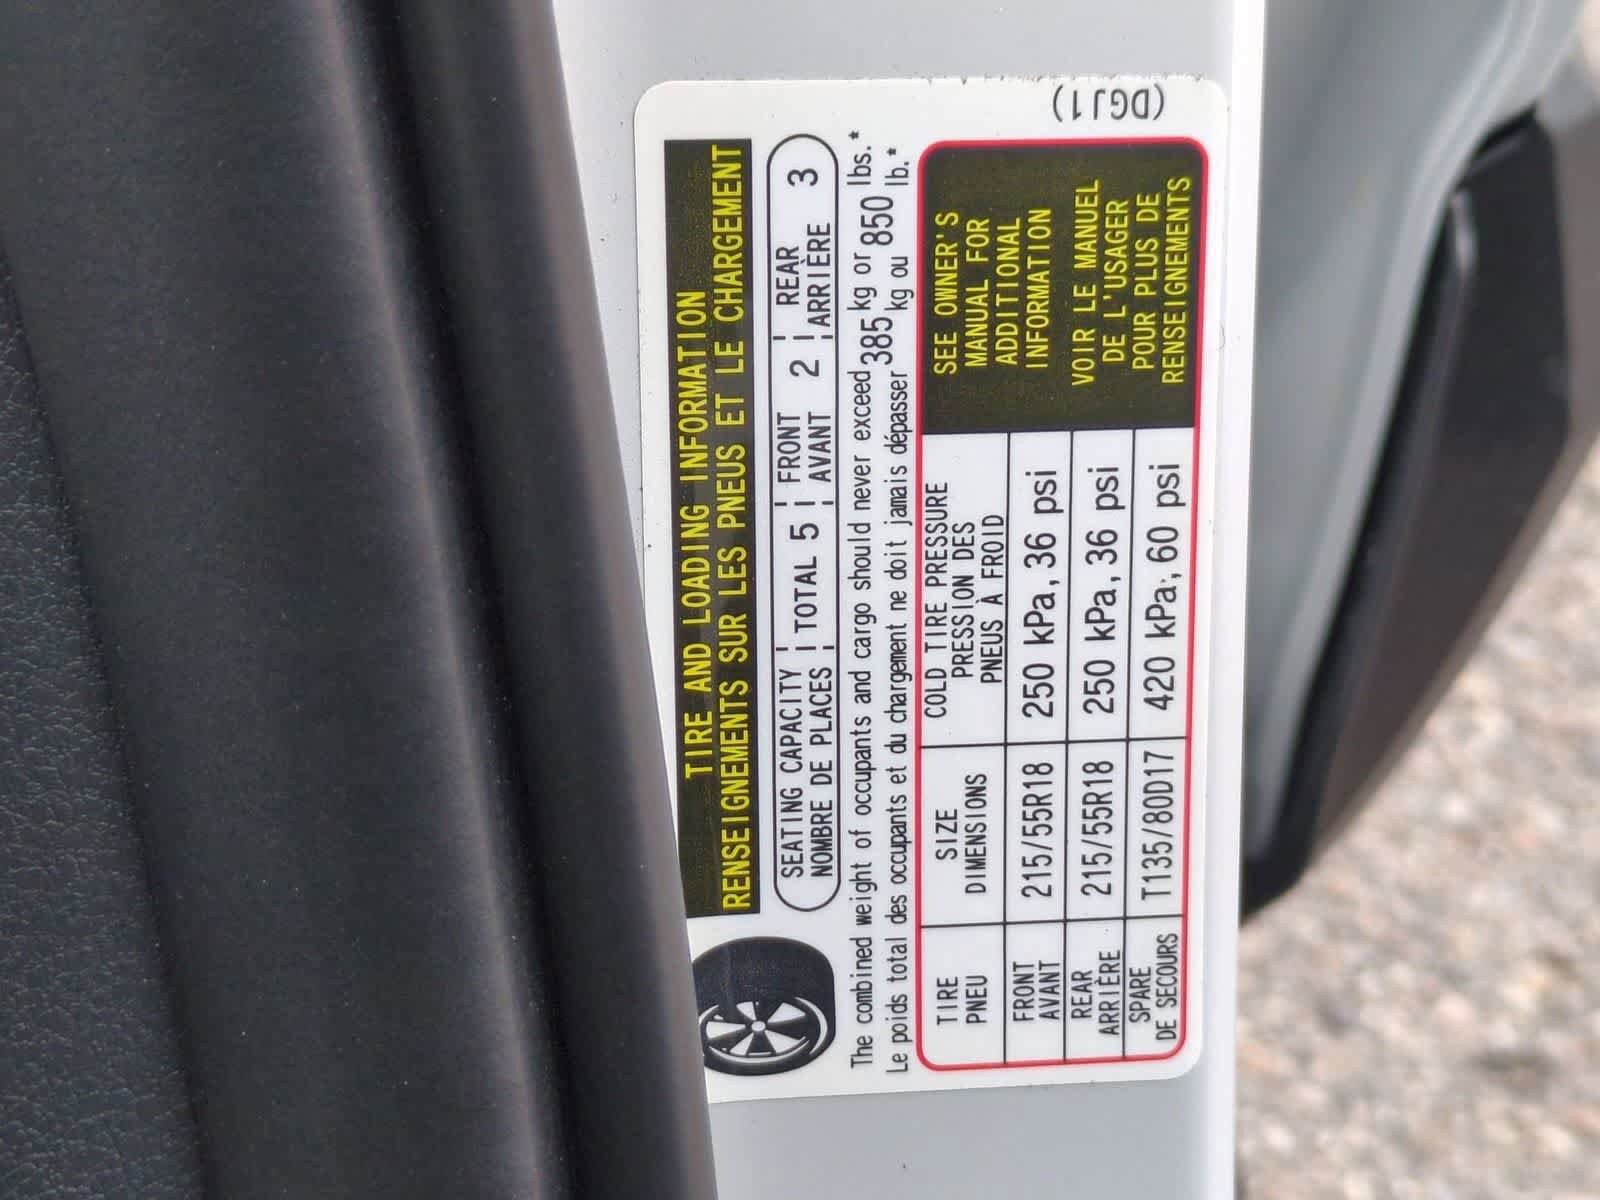 TIRE AND LOADING INFORMATION
RENSEIGNEMENTS SUR LES PNEUS ET LE CHARGEMENT
SEATING CAPACITY
NOMBRE DE PLACES
TOTAL 5
FRONT
AVANT
2
REAR
ARRIÈRE
3
The combined weight of occupants and cargo should never exceed 385 kg or 850 lbs.*
Le poids total des occupants et du chargement ne doit jamais dépasser 385 kg ou 850 lb.*
TIRE
PNEU
SIZE
DIMENSIONS
COLD TIRE PRESSURE
PRESSION DES
PNEUS À FROID
FRONT
AVANT
215/55R18
250 kPa, 36 psi
REAR
ARRIÈRE
215/55R18
250 kPa, 36 psi
SPARE
DE SECOURS
T135/80D17
420 kPa, 60 psi
SEE OWNER'S
MANUAL FOR
ADDITIONAL
INFORMATION
VOIR LE MANUEL
DE L'USAGER
POUR PLUS DE
RENSEIGNEMENTS
(DGJ1)